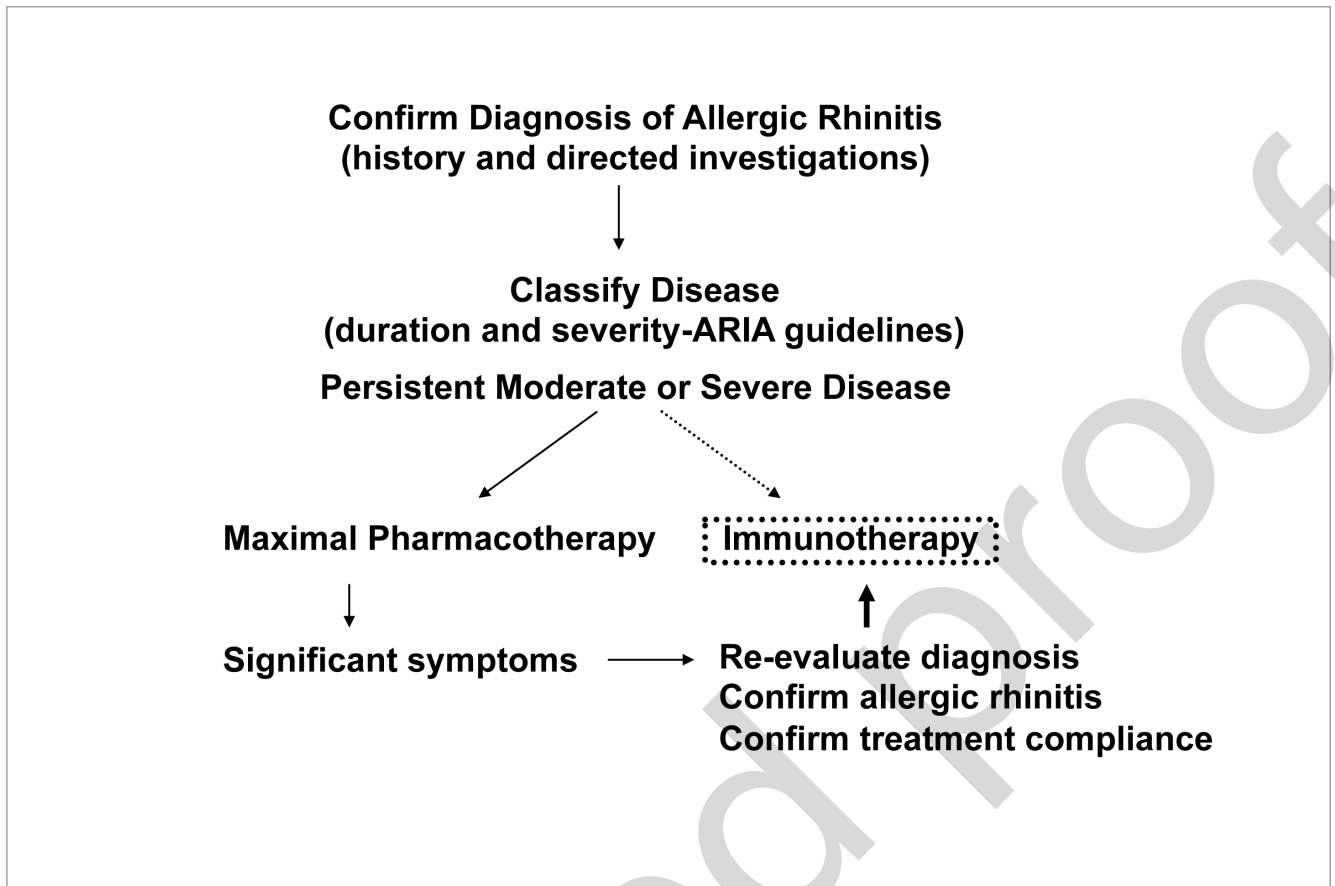 Confirm Diagnosis of Allergic Rhinitis
(history and directed investigations)
Classify Disease
(duration and severity-ARIA guidelines)
Persistent Moderate or Severe Disease
Maximal Pharmacotherapy
Immunotherapy
Significant symptoms
Re-evaluate diagnosis
Confirm allergic rhinitis
Confirm treatment compliance
d proof